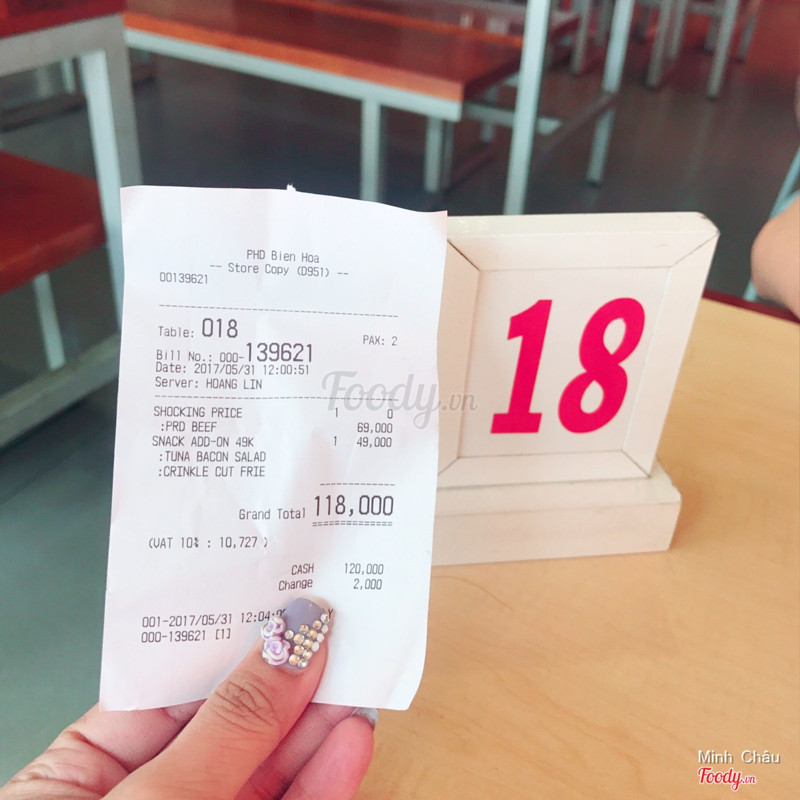 PHD Bien Hoa
-- Store Copy (D951) --
00139621
Table: 018 PAX: 2
Bill No.: 000-139621
Date: 2017/05/31 12:00:51
Server: HOANG LIN
SHOCKING PRICE 1 0
:PRD BEEF 69,000
SNACK ADD-ON 49K 1 49,000
:TUNA BACON SALAD
:CRINKLE CUT FRIE
Grand Total 118,000
(VAT 10% : 10,727 )
CASH 120,000
Change 2,000
001-2017/05/31
000-139621 [1]
18
Foody.vn
Minh Châu
Foody.vn